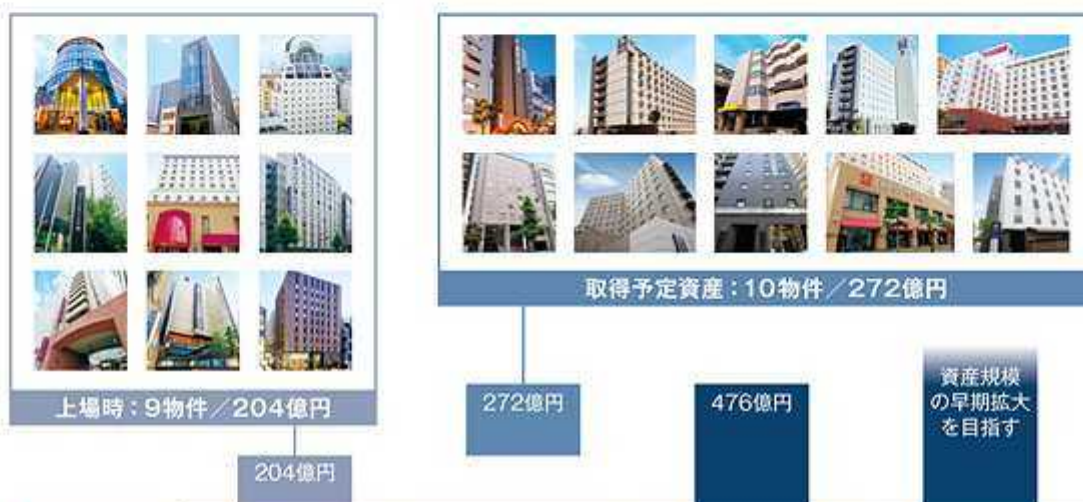 上場時：9物件／204億円
取得予定資産：10物件／272億円
204億円
272億円
476億円
資産規模
の早期拡大
を目指す